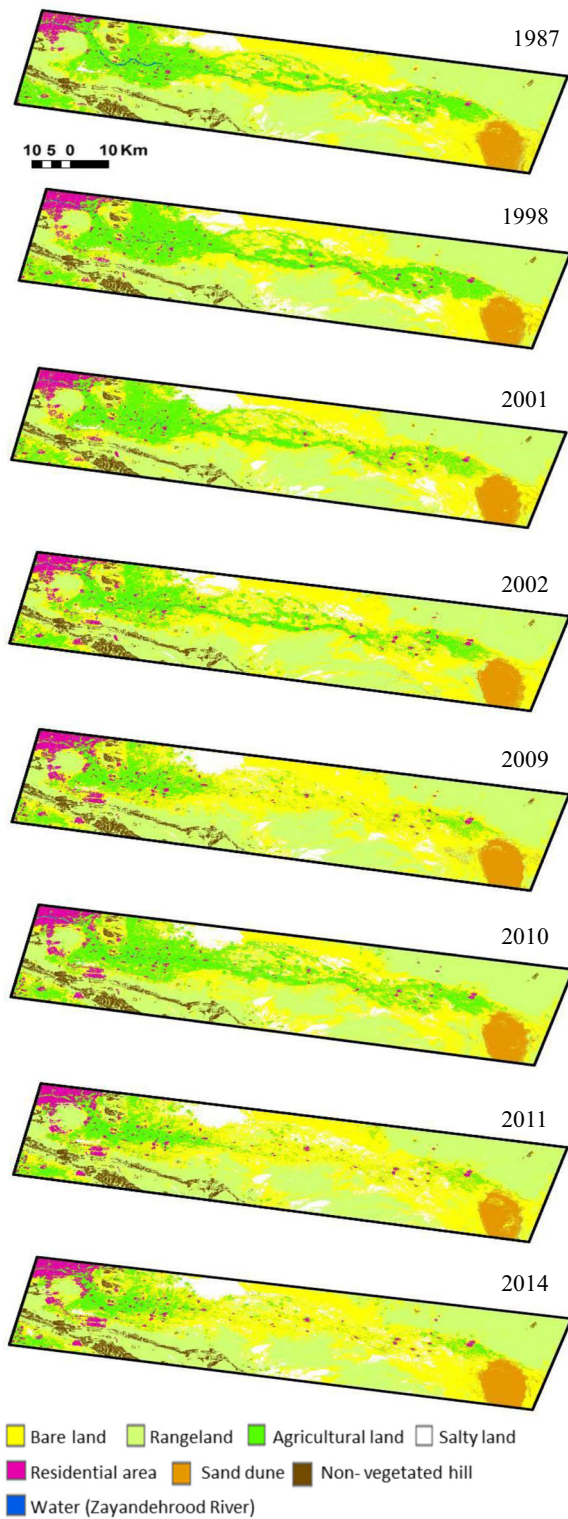 1987
10 5 0 10 Km
1998
2001
2002
2009
2010
2011
2014
Bare land Rangeland Agricultural land Salty land
Residential area Sand dune Non- vegetated hill
Water (Zayandehrood River)